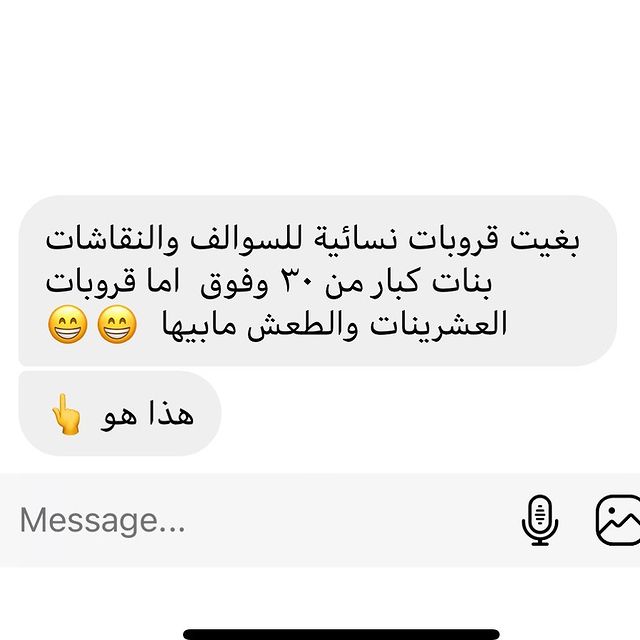 بغيت قروبات نسائية للسوالف والنقاشات
بنات كبار من ٣٠ وفوق اما قروبات
العشرينات والطعش مابيها 😁😁
هذا هو 👆
Message...